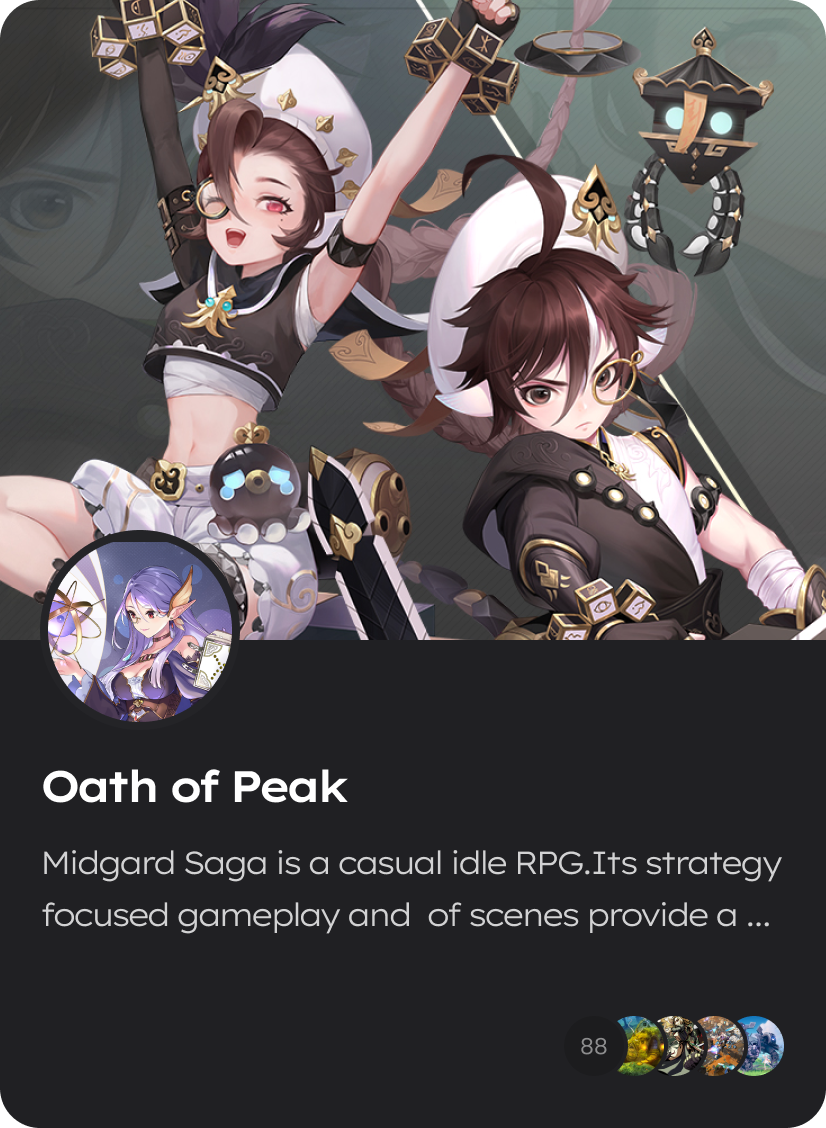 Oath of Peak
Midgard Saga is a casual idle RPG.Its strategy
focused gameplay and  of scenes provide a ...
88